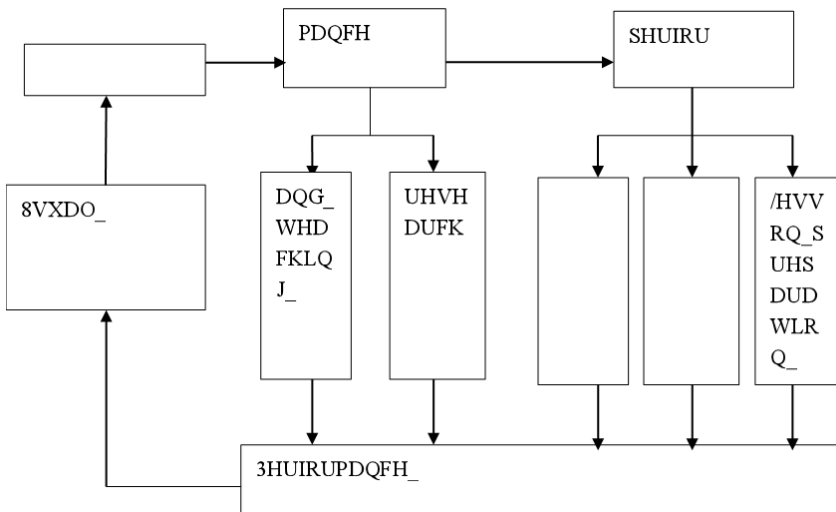 PDQFH
SHUIRU
8VXDO_
DQG_
WHD
FKLQ
J_
UHVH
DUFK
/HVV
RQ_S
UHS
DUD
WLR
Q_
3HUIRUPDQFH_